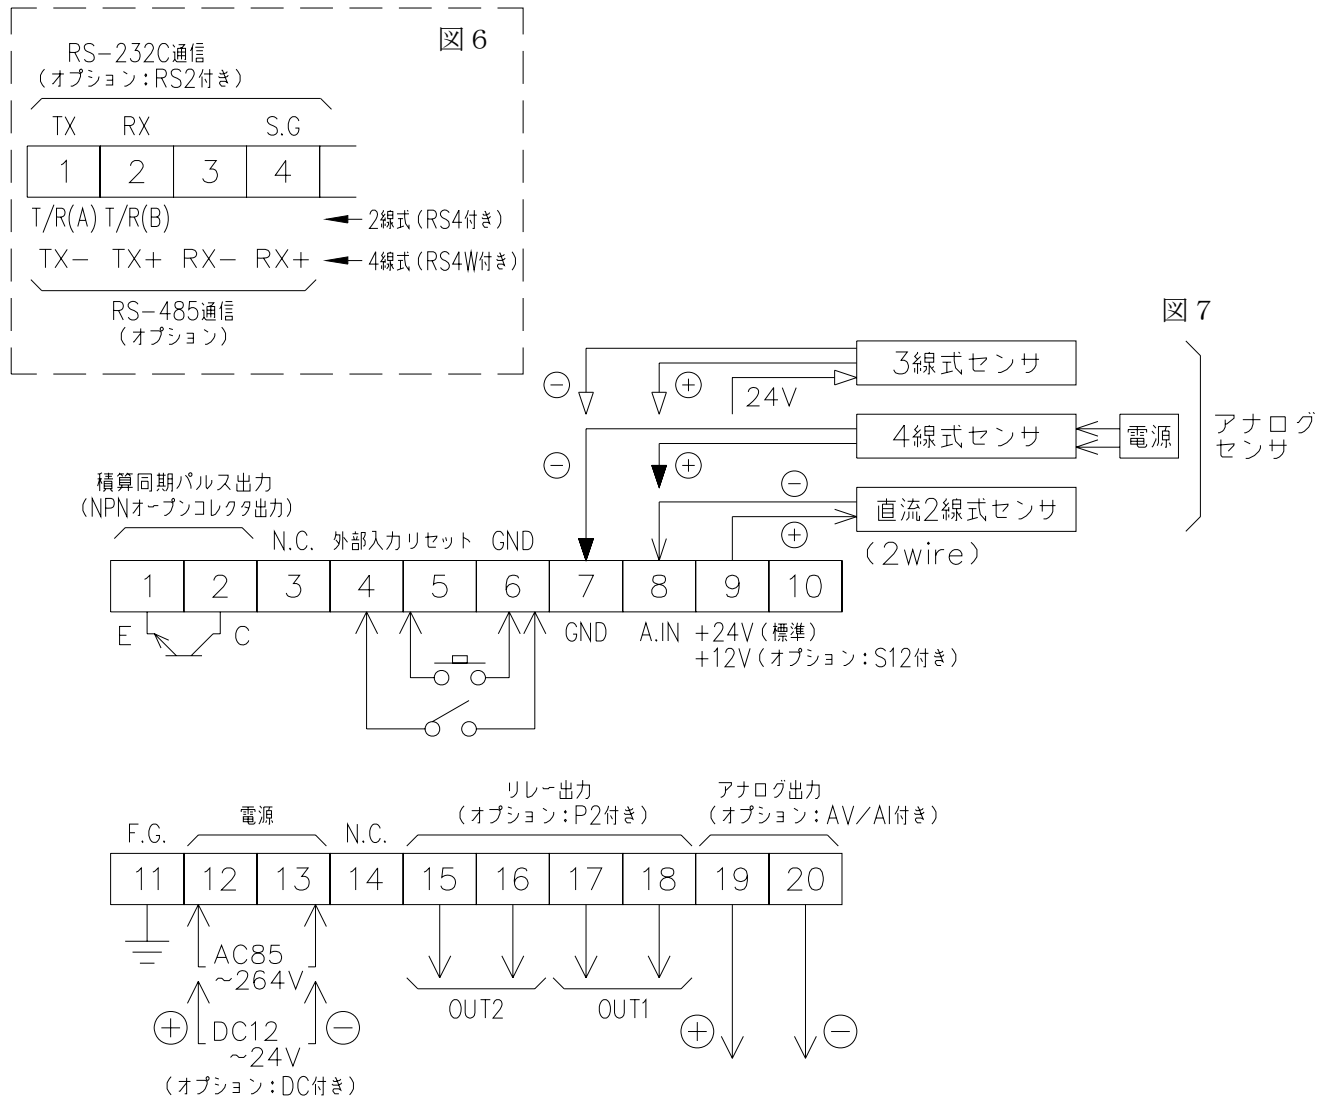 図6
RS-232C通信
(オプション:RS2付き)
TX RX S.G
1 2 3 4
T/R(A) T/R(B) 2線式(RS4付き)
TX- TX+ RX- RX+ 4線式(RS4W付き)
RS-485通信
(オプション)
図7
3線式センサ
⊖ ⊕ 24V
4線式センサ 電源
アナログ
センサ
⊖ ⊕
⊖
直流2線式センサ
⊕
(2wire)
積算同期パルス出力
(NPNオープンコレクタ出力)
N.C. 外部入力 リセット GND
1 2 3 4 5 6 7 8 9 10
E C
GND A.IN +24V(標準)
+12V(オプション:S12付き)
リレー出力
(オプション:P2付き)
アナログ出力
(オプション:AV/AI付き)
F.G. 電源 N.C.
11 12 13 14 15 16 17 18 19 20
AC85
~264V
OUT2 OUT1
⊕ DC12 ⊖
~24V
⊕ ⊖
(オプション:DC付き)